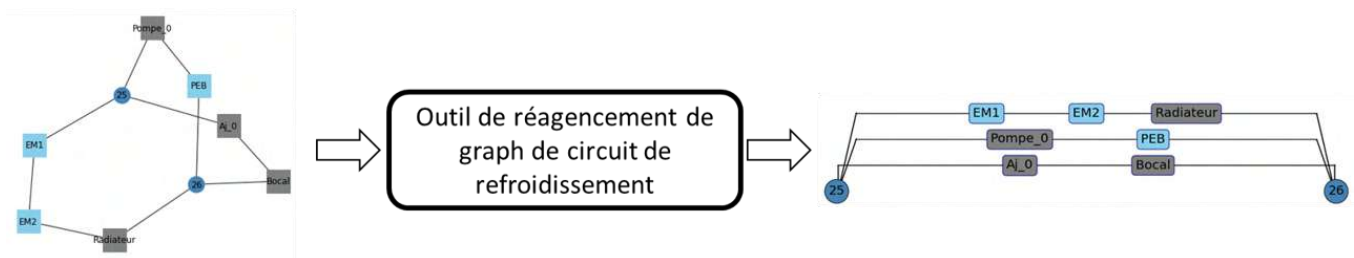 Pompe_0
PEB
25
Aj_0
EM1
26
Bocal
EM2
Radiateur
Outil de réagencement de
graph de circuit de
refroidissement
EM1 EM2 Radiateur
Pompe_0 PEB
Aj_0 Bocal
25 26